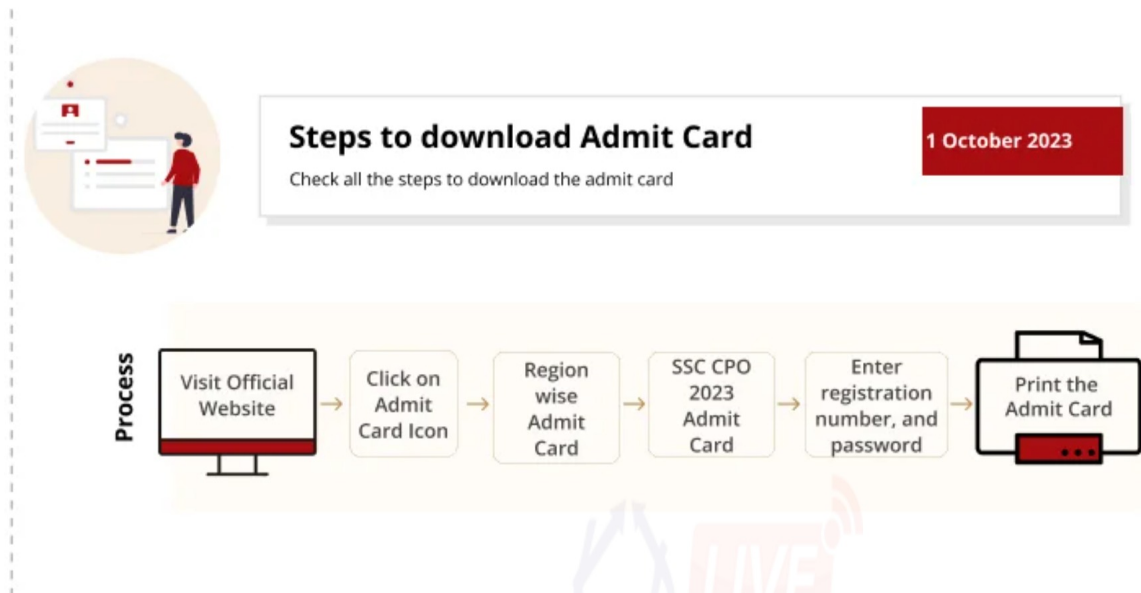 Steps to download Admit Card
1 October 2023
Check all the steps to download the admit card
Process
Visit Official
Website
Click on
Admit
Card Icon
Region
wise
Admit
Card
SSC CPO
2023
Admit
Card
Enter
registration
number, and
password
Print the
Admit Card
LIVE